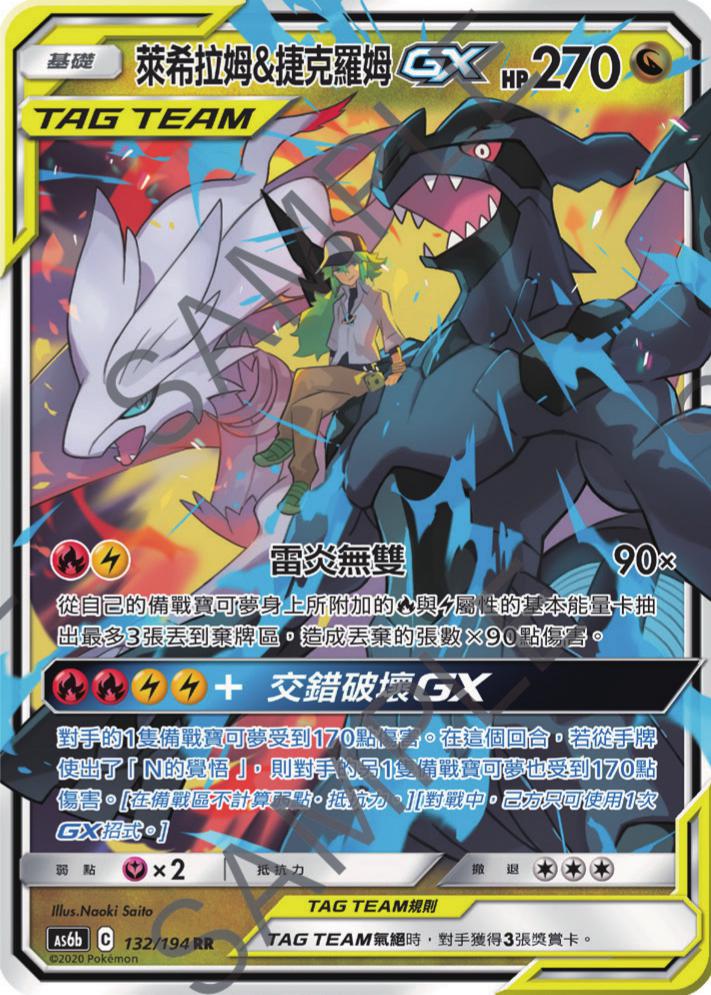 基礎 萊希拉姆&捷克羅姆GX HP270
TAG TEAM
SAMPLE
雷炎無雙 90×
從自己的備戰寶可夢身上所附加的與屬性的基本能量卡抽
出最多3張丟到棄牌區，造成丟棄的張數×90點傷害。
+ 交錯破壞GX
對手的1隻備戰寶可夢受到170點傷害。在這個回合，若從手牌
使出了「N的覺悟」，則對手的另1隻備戰寶可夢也受到170點
傷害。[在備戰區不計算弱點・抵抗力。][對戰中，己方只可使用1次
GX招式。]
弱點 ×2 抵抗力 撤退
SAMPLE
Illus.Naoki Saito
TAG TEAM規則
AS6b C 132/194 RR
TAG TEAM氣絕時，對手獲得3張獎賞卡。
©2020 Pokémon